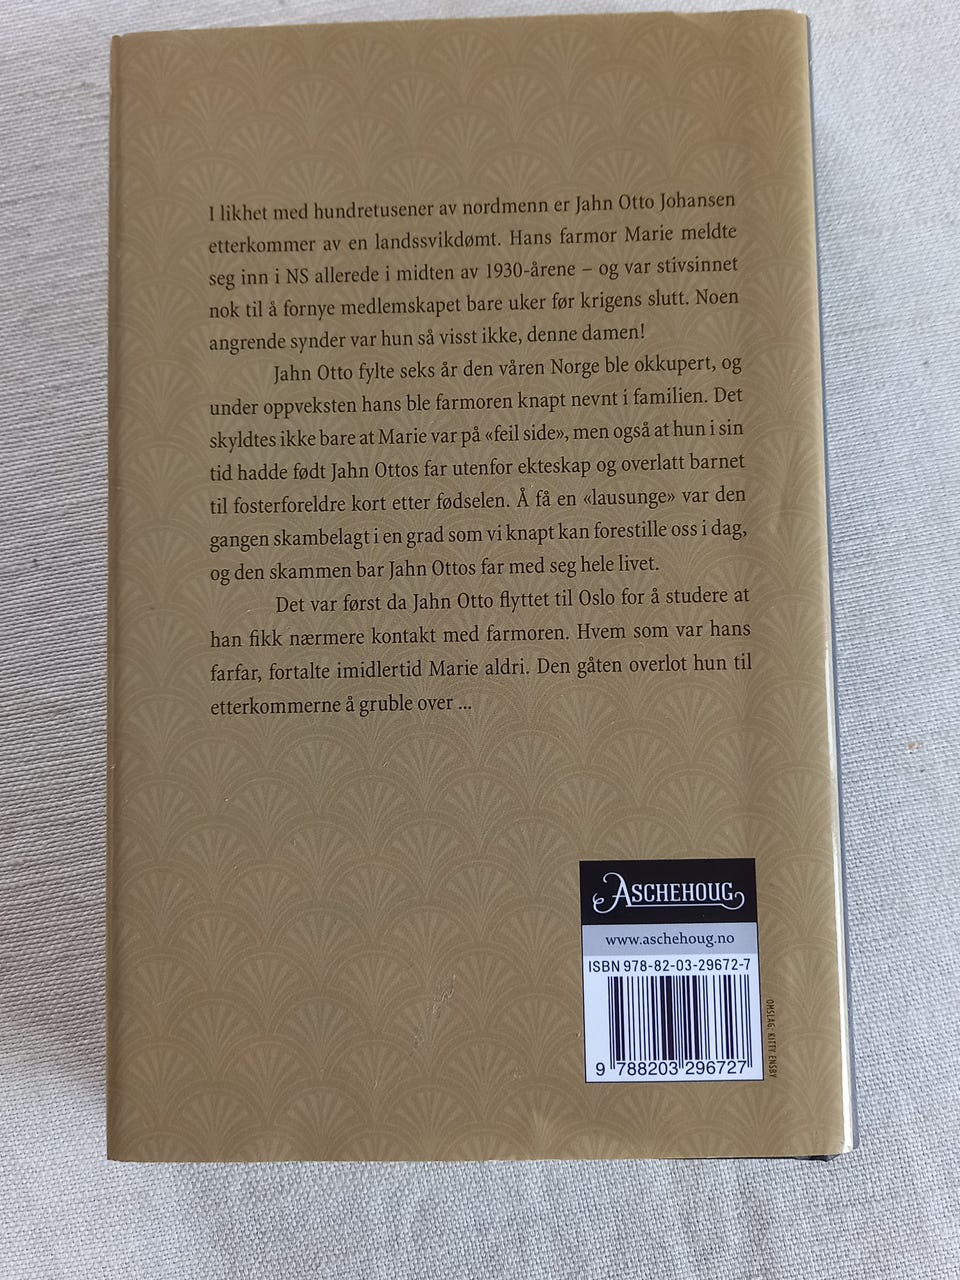 I likhet med hundretusener av nordmenn er Jahn Otto Johansen
etterkommer av en landssvikdømt. Hans farmor Marie meldte
seg inn i NS allerede i midten av 1930-årene – og var stivsinnet
nok til å fornye medlemskapet bare uker før krigens slutt. Noen
angrende synder var hun så visst ikke, denne damen!
Jahn Otto fylte seks år den våren Norge ble okkupert, og
under oppveksten hans ble farmoren knapt nevnt i familien. Det
skyldtes ikke bare at Marie var på «feil side», men også at hun i sin
tid hadde født Jahn Ottos far utenfor ekteskap og overlatt barnet
til fosterforeldre kort etter fødselen. Å få en «lausunge» var den
gangen skambelagt i en grad som vi knapt kan forestille oss i dag,
og den skammen bar Jahn Ottos far med seg hele livet.
Det var først da Jahn Otto flyttet til Oslo for å studere at
han fikk nærmere kontakt med farmoren. Hvem som var hans
farfar, fortalte imidlertid Marie aldri. Den gåten overlot hun til
etterkommerne å gruble over ...
ASCHEHOUG
www.aschehoug.no
ISBN 978-82-03-29672-7
9 788203 296727
OMSLAG: KITTY ENSBY